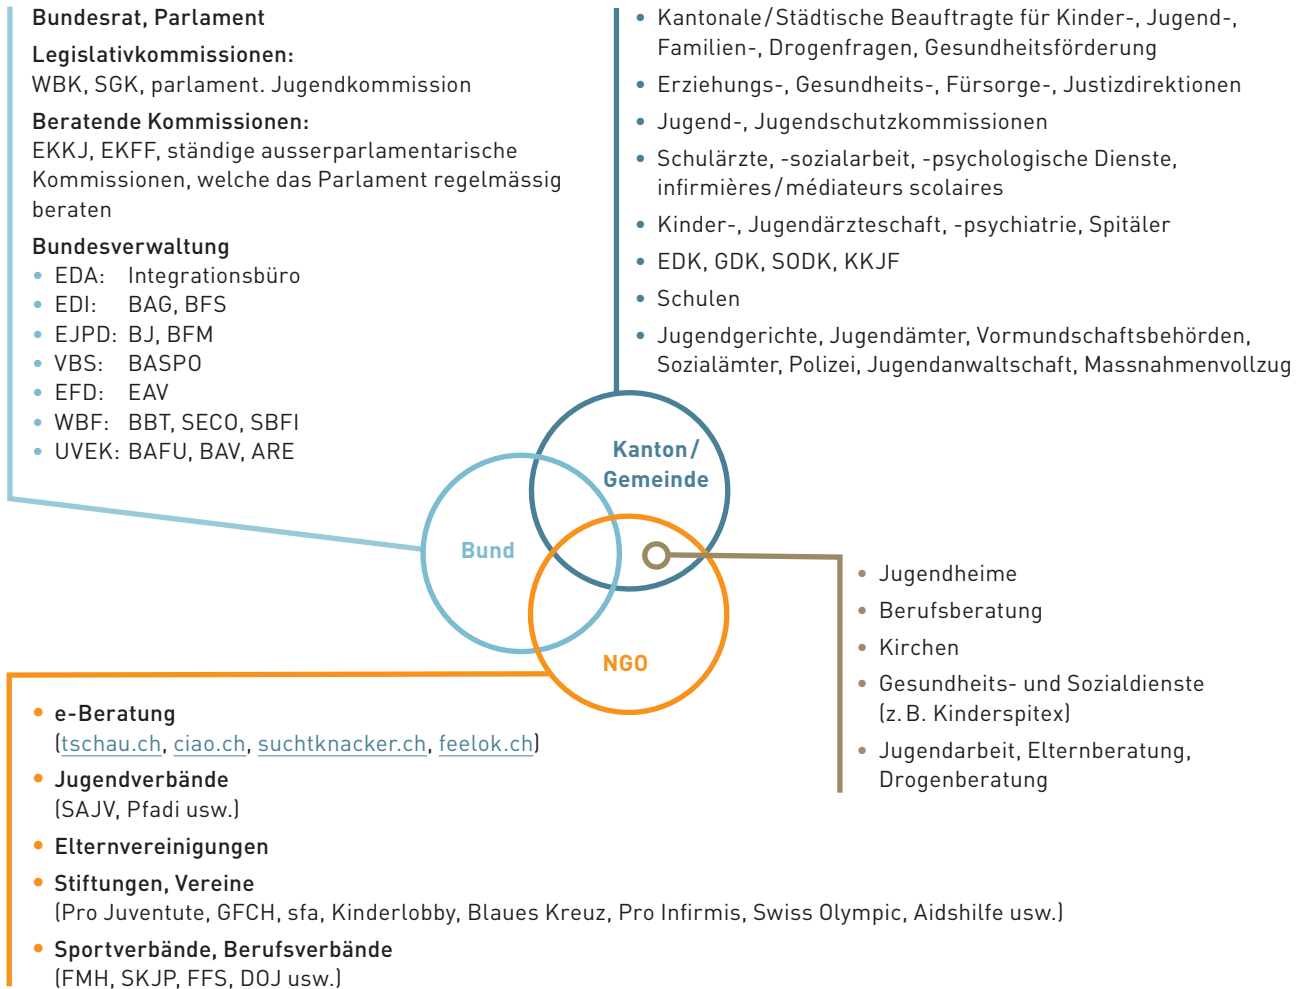 Bundesrat, Parlament
Legislativkommissionen:
WBK, SGK, parlament. Jugendkommission
Beratende Kommissionen:
EKKJ, EKFF, ständige ausserparlamentarische
Kommissionen, welche das Parlament regelmässig
beraten
Bundesverwaltung
• EDA: Integrationsbüro
• EDI: BAG, BFS
• EJPD: BJ, BFM
• VBS: BASPO
• EFD: EAV
• WBF: BBT, SECO, SBFI
• UVEK: BAFU, BAV, ARE
• Kantonale/Städtische Beauftragte für Kinder-, Jugend-,
Familien-, Drogenfragen, Gesundheitsförderung
• Erziehungs-, Gesundheits-, Fürsorge-, Justizdirektionen
• Jugend-, Jugendschutzkommissionen
• Schulärzte, -sozialarbeit, -psychologische Dienste,
infirmières/médiateurs scolaires
• Kinder-, Jugendärzteschaft, -psychiatrie, Spitäler
• EDK, GDK, SODK, KKJF
• Schulen
• Jugendgerichte, Jugendämter, Vormundschaftsbehörden,
Sozialämter, Polizei, Jugendanwaltschaft, Massnahmenvollzug
Kanton/
Gemeinde
Bund
NGO
• Jugendheime
• Berufsberatung
• Kirchen
• Gesundheits- und Sozialdienste
(z. B. Kinderspitex)
• Jugendarbeit, Elternberatung,
Drogenberatung
• e-Beratung
(tschau.ch, ciao.ch, suchtknacker.ch, feelok.ch)
• Jugendverbände
(SAJV, Pfadi usw.)
• Elternvereinigungen
• Stiftungen, Vereine
(Pro Juventute, GFCH, sfa, Kinderlobby, Blaues Kreuz, Pro Infirmis, Swiss Olympic, Aidshilfe usw.)
• Sportverbände, Berufsverbände
(FMH, SKJP, FFS, DOJ usw.)